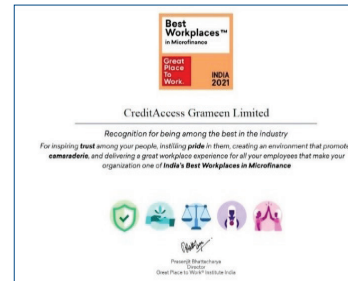 Best
Workplaces™
in Microfinance
Great
Place
To
Work.
INDIA
2021
CreditAccess Grameen Limited
Recognition for being among the best in the industry
For inspiring trust among your people, instilling pride in them, creating an environment that promote
camaraderie, and delivering a great workplace experience for all your employees that make your
organization one of India's Best Workplaces in Microfinance
Prasenjit Bhattacharya
Director
Great Place to Work® Institute India